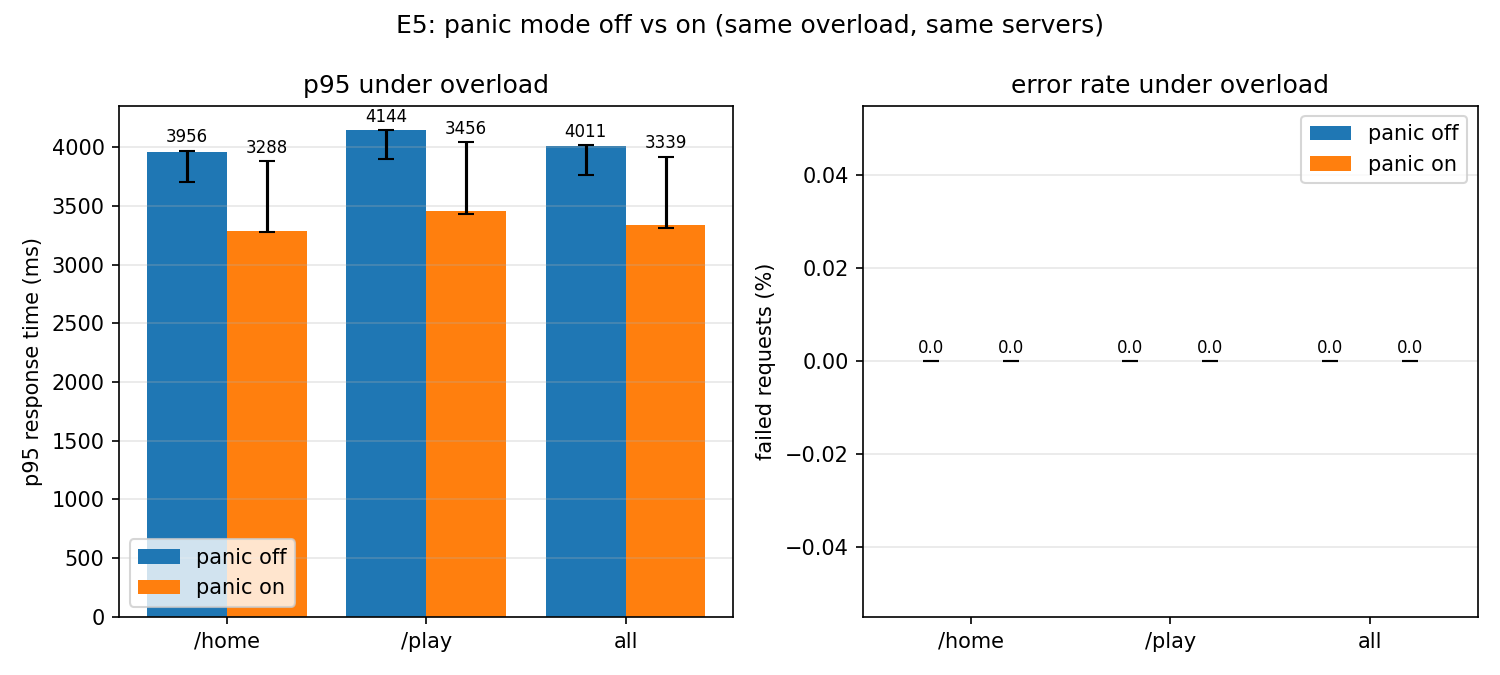 E5: panic mode off vs on (same overload, same servers)
p95 under overload
p95 response time (ms)
4000
3500
3000
2500
2000
1500
1000
500
0
3956
3288
4144
3456
4011
3339
panic off
panic on
/home
/play
all
error rate under overload
failed requests (%)
0.04
0.02
0.00
−0.02
−0.04
panic off
panic on
0.0
0.0
0.0
0.0
0.0
0.0
/home
/play
all